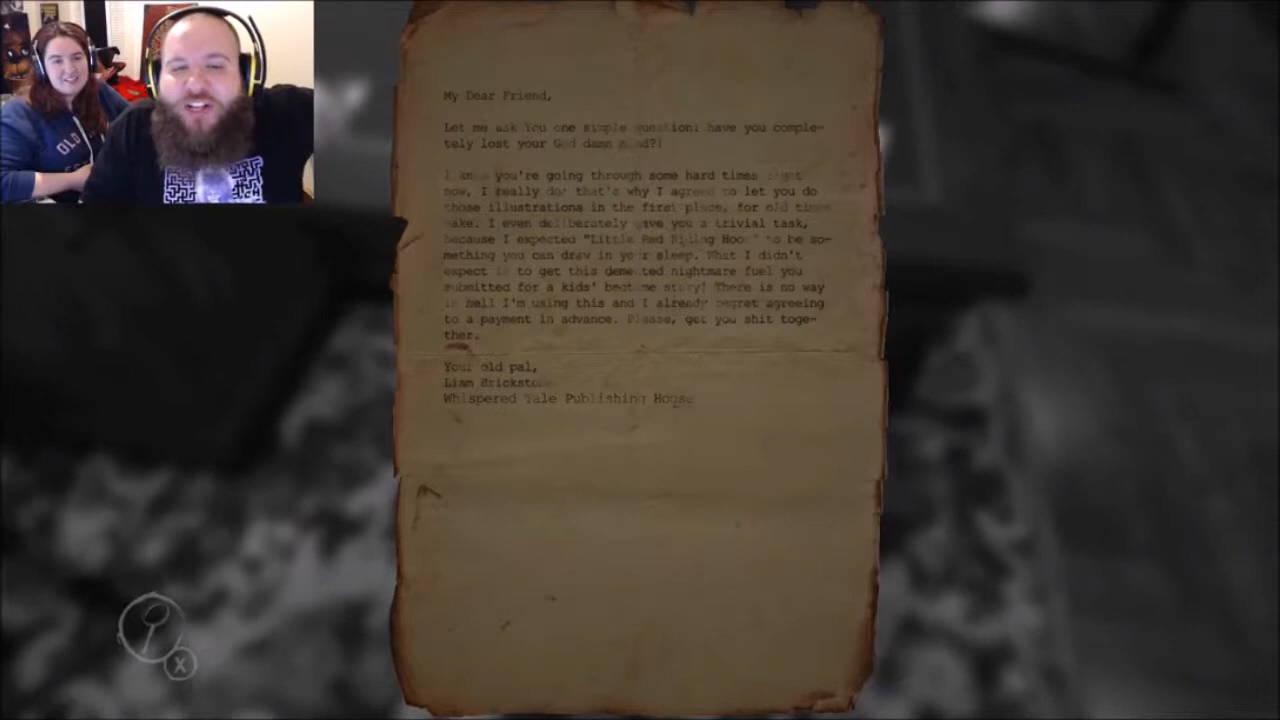 OLD
My Dear Friend,
Let me ask You one simple question: have you comple-
tely lost your God damn mind?!
I know you're going through some hard times right
now, I really do: that's why I agreed to let you do
those illustrations in the first place, for old times
sake. I even deliberately gave you a trivial task,
because I expected "Little Red Riding Hood" to be so-
mething you can draw in your sleep. What I didn't
expect is to get this demented nightmare fuel you
submitted for a kids' bedtime story! There is no way
in hell I'm using this and I already regret agreeing
to a payment in advance. Please, get you shit toge-
ther.
Your old pal,
Liam
Whispered Tale Publishing House
X